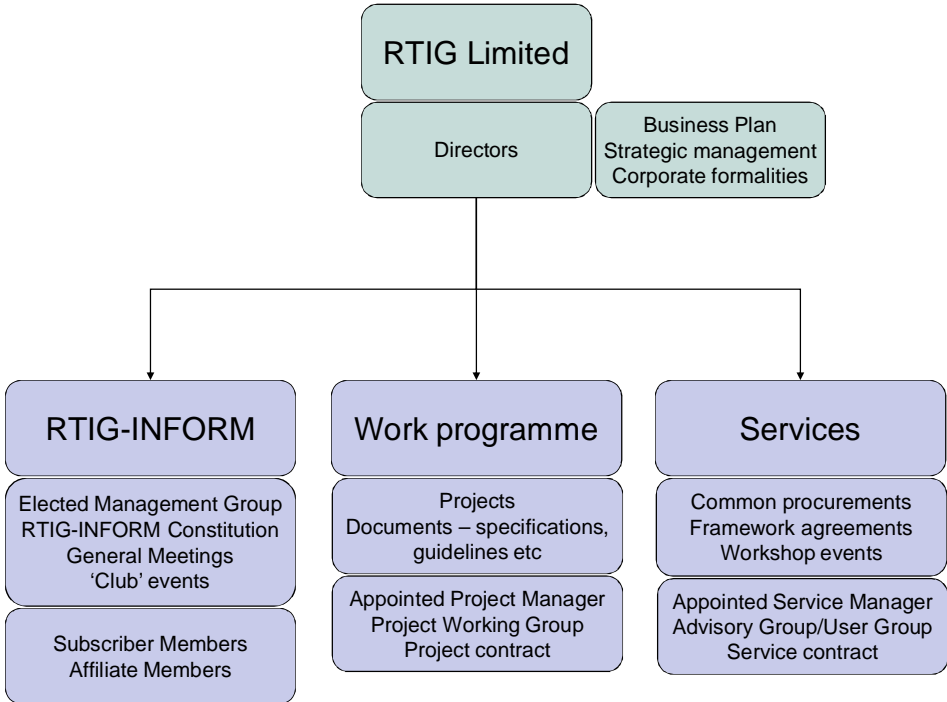 RTIG Limited
Directors
Business Plan
Strategic management
Corporate formalities
RTIG-INFORM
Elected Management Group
RTIG-INFORM Constitution
General Meetings
‘Club’ events
Subscriber Members
Affiliate Members
Work programme
Projects
Documents – specifications,
guidelines etc
Appointed Project Manager
Project Working Group
Project contract
Services
Common procurements
Framework agreements
Workshop events
Appointed Service Manager
Advisory Group/User Group
Service contract